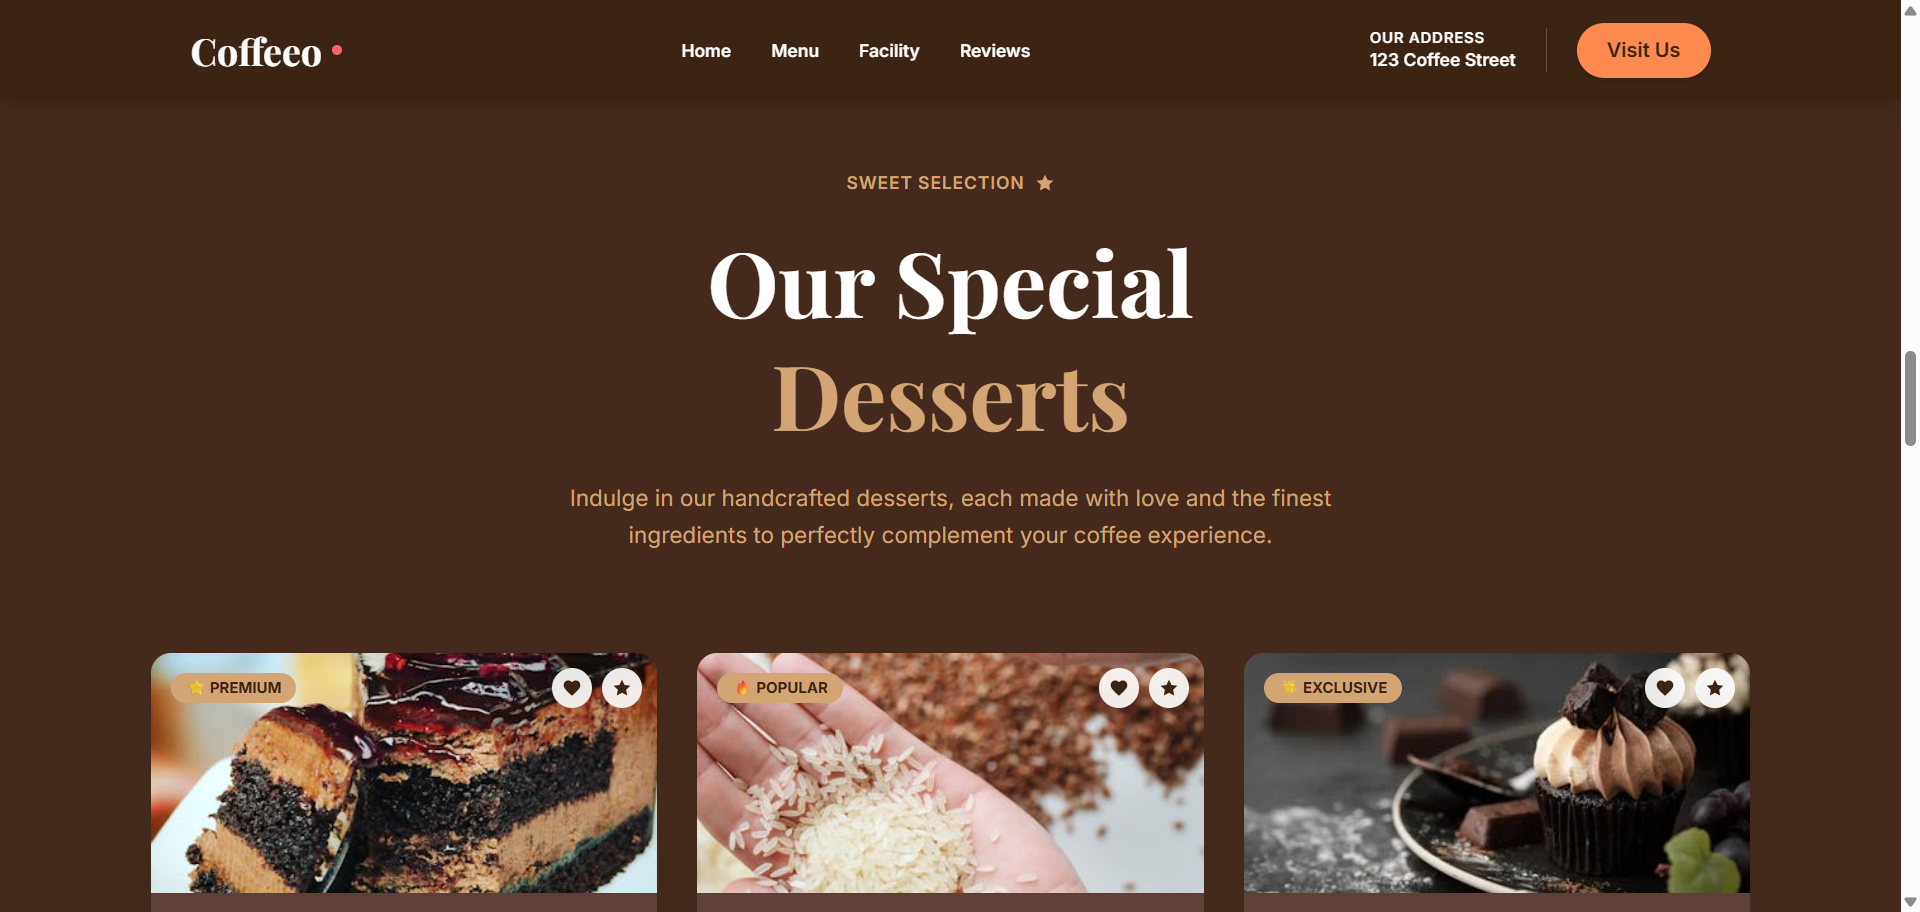 Coffeeo
Home
Menu
Facility
Reviews
OUR ADDRESS
123 Coffee Street
Visit Us
SWEET SELECTION
Our Special
Desserts
Indulge in our handcrafted desserts, each made with love and the finest
ingredients to perfectly complement your coffee experience.
PREMIUM
POPULAR
EXCLUSIVE